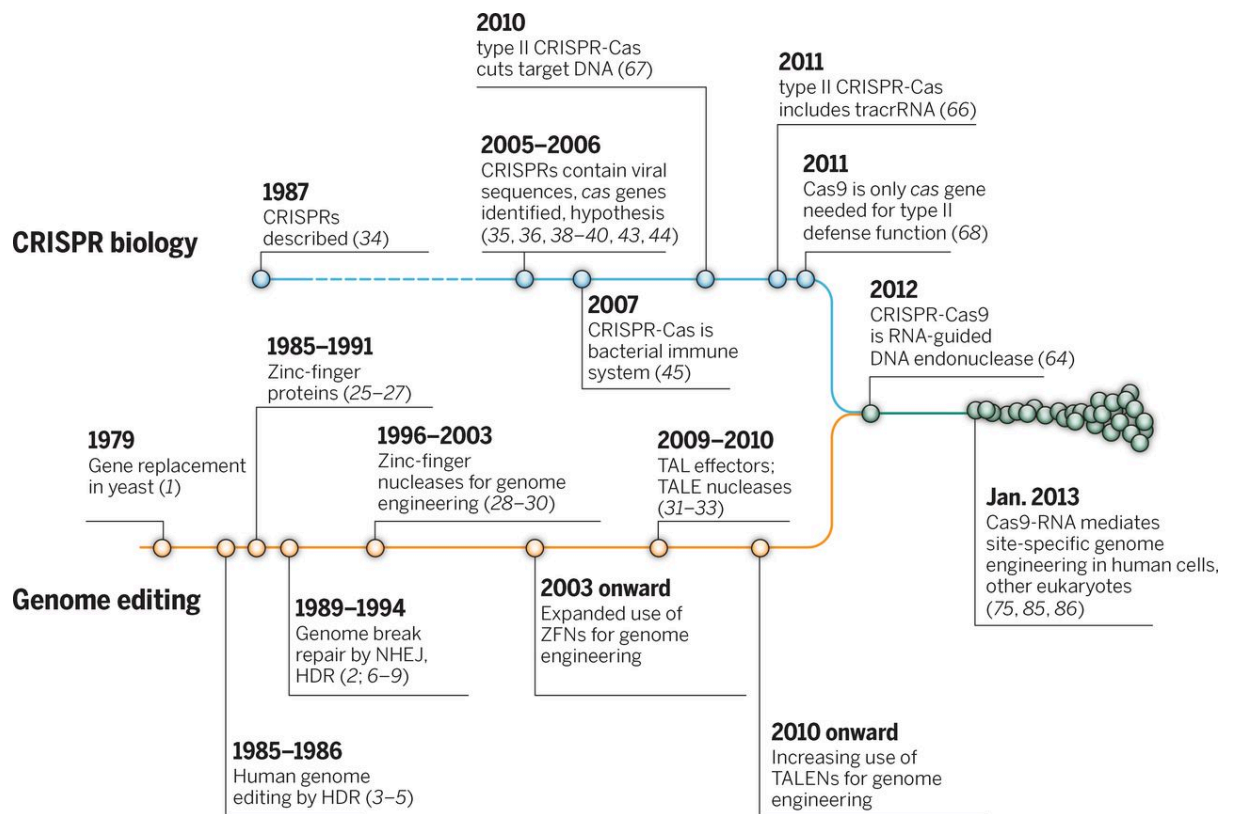 2010
type II CRISPR-Cas
cuts target DNA (67)
2011
type II CRISPR-Cas
includes tracrRNA (66)
2005–2006
CRISPRs contain viral
sequences, cas genes
identified, hypothesis
(35, 36, 38–40, 43, 44)
2011
Cas9 is only cas gene
needed for type II
defense function (68)
1987
CRISPRs
described (34)
CRISPR biology
2007
CRISPR-Cas is
bacterial immune
system (45)
2012
CRISPR-Cas9
is RNA-guided
DNA endonuclease (64)
1985–1991
Zinc-finger
proteins (25–27)
1979
Gene replacement
in yeast (1)
1996–2003
Zinc-finger
nucleases for genome
engineering (28–30)
2009–2010
TAL effectors;
TALE nucleases
(31–33)
Jan. 2013
Cas9-RNA mediates
site-specific genome
engineering in human cells,
other eukaryotes
(75, 85, 86)
Genome editing
1989–1994
Genome break
repair by NHEJ,
HDR (2; 6–9)
2003 onward
Expanded use of
ZFNs for genome
engineering
1985–1986
Human genome
editing by HDR (3–5)
2010 onward
Increasing use of
TALENs for genome
engineering